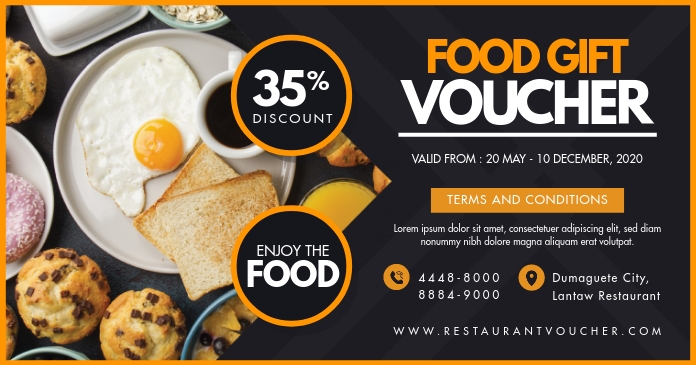 35%
DISCOUNT
ENJOY THE
FOOD
FOOD GIFT
VOUCHER
VALID FROM : 20 MAY - 10 DECEMBER, 2020
TERMS AND CONDITIONS
Lorem ipsum dolor sit amet, consectetuer adipiscing elit, sed diam
nonummy nibh dolore magna aliquam erat volutpat.
4448-8000
8884-9000
Dumaguete City,
Lantaw Restaurant
WWW.RESTAURANTVOUCHER.COM